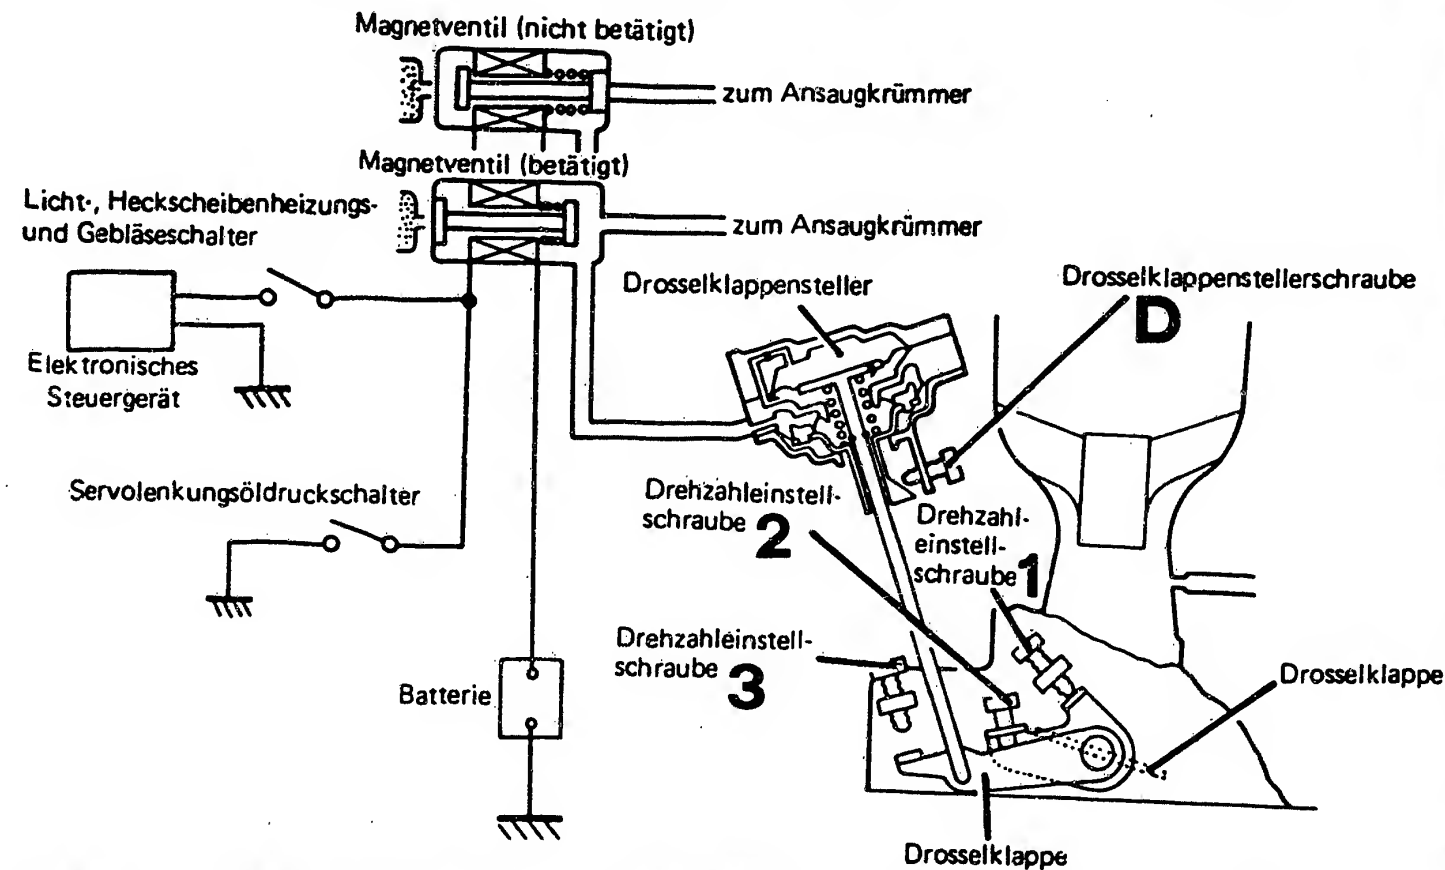 Magnetventil (nicht betätigt)
zum Ansaugkrümmer
Magnetventil (betätigt)
zum Ansaugkrümmer
Licht-, Heckscheibenheizungs-
und Gebläseschalter
Elektronisches
Steuergerät
Drosselklappensteller
Drosselklappenstellerschraube
D
Servolenkungsöldruckschalter
Drehzahleinstell-
schraube 2
Drehzahl-
einstell-
schraube 1
Drehzahleinstell-
schraube 3
Batterie
Drosselklappe
Drosselklappe